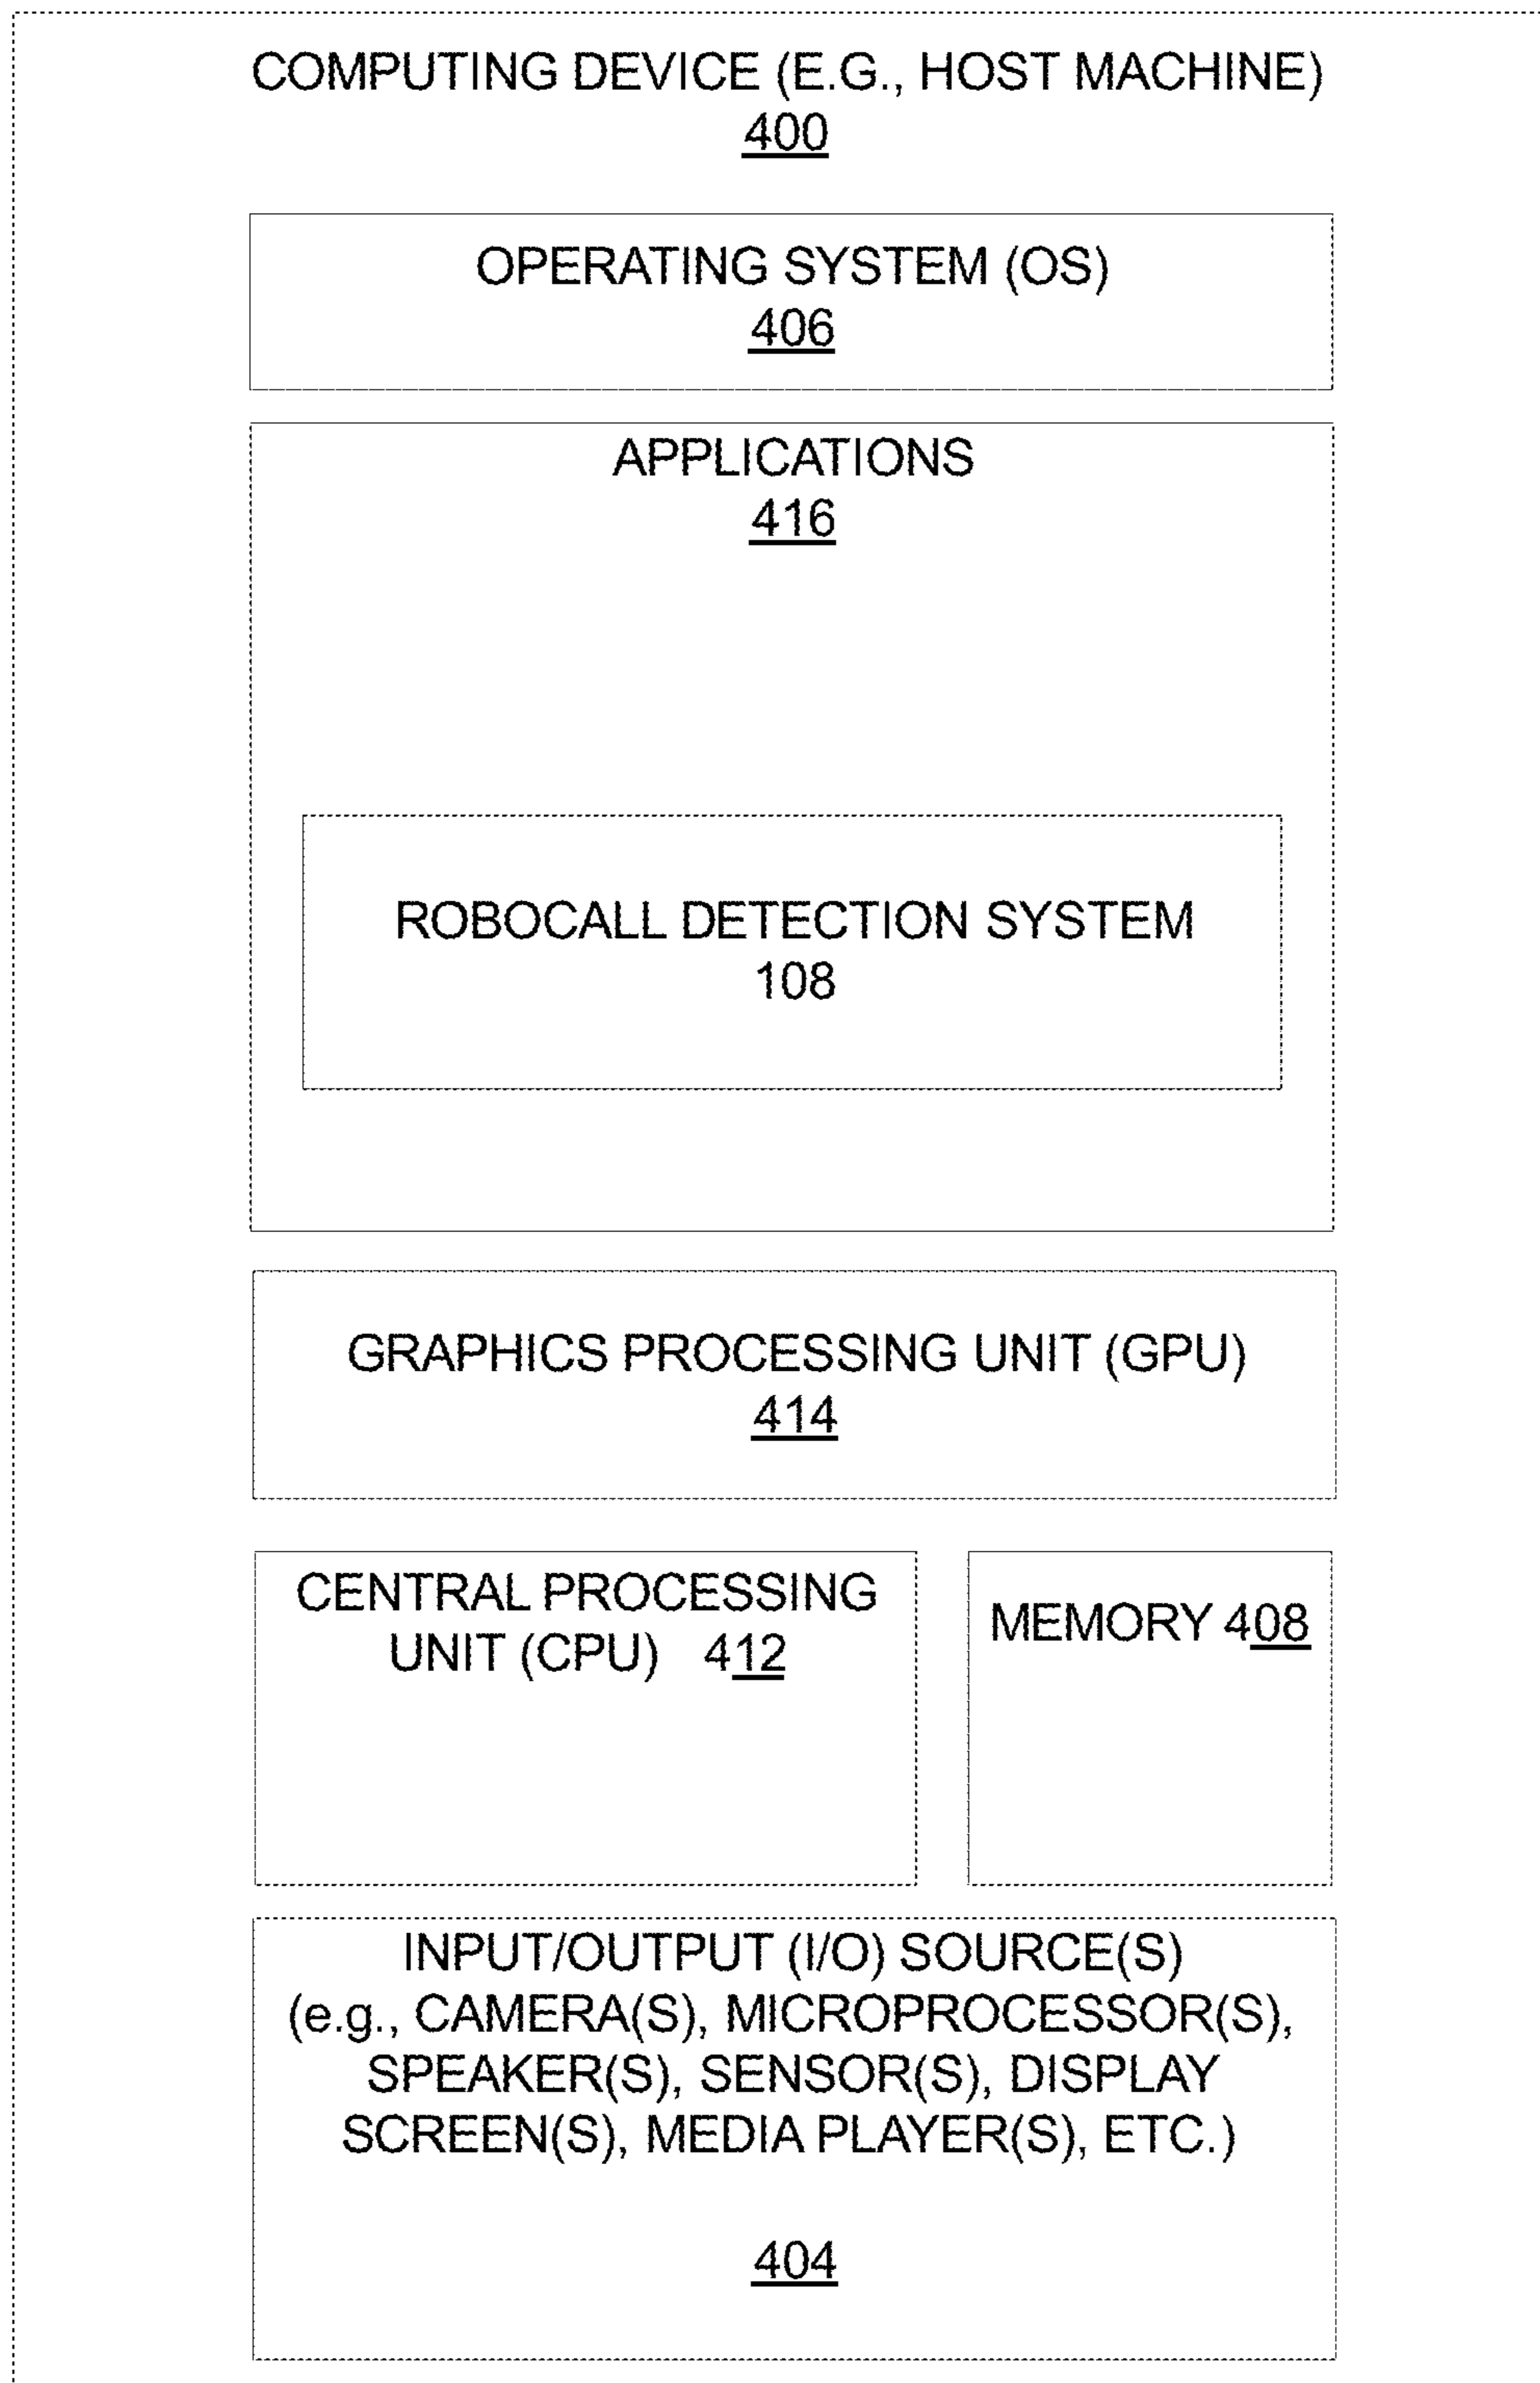 COMPUTING DEVICE (E.G., HOST MACHINE)
400
OPERATING SYSTEM (OS)
406
APPLICATIONS
416
ROBOCALL DETECTION SYSTEM
108
GRAPHICS PROCESSING UNIT (GPU)
414
CENTRAL PROCESSING
UNIT (CPU) 412
MEMORY 408
INPUT/OUTPUT (I/O) SOURCE(S)
(e.g., CAMERA(S), MICROPROCESSOR(S),
SPEAKER(S), SENSOR(S), DISPLAY
SCREEN(S), MEDIA PLAYER(S), ETC.)
404